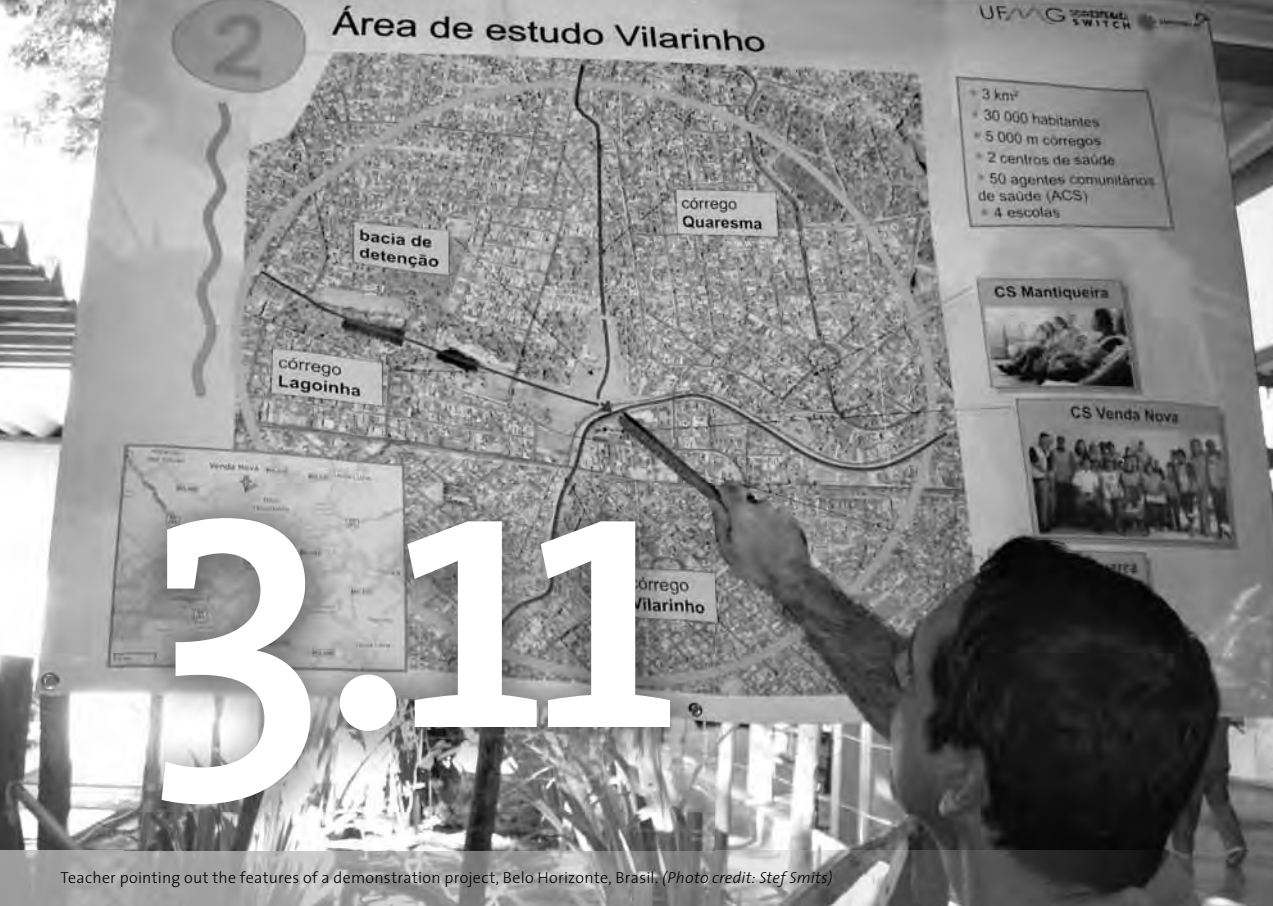 2
Área de estudo Vilarinho
UFMG
SWITCH
3 km²
30 000 habitantes
5 000 m córregos
2 centros de saúde
50 agentes comunitários
de saúde (ACS)
4 escolas
córrego
Quaresma
bacia de
detenção
córrego
Lagoinha
CS Mantiqueira
CS Venda Nova
Venda Nova
córrego
Vilarinho
3.11
Teacher pointing out the features of a demonstration project, Belo Horizonte, Brasil. (Photo credit: Stef Smits)